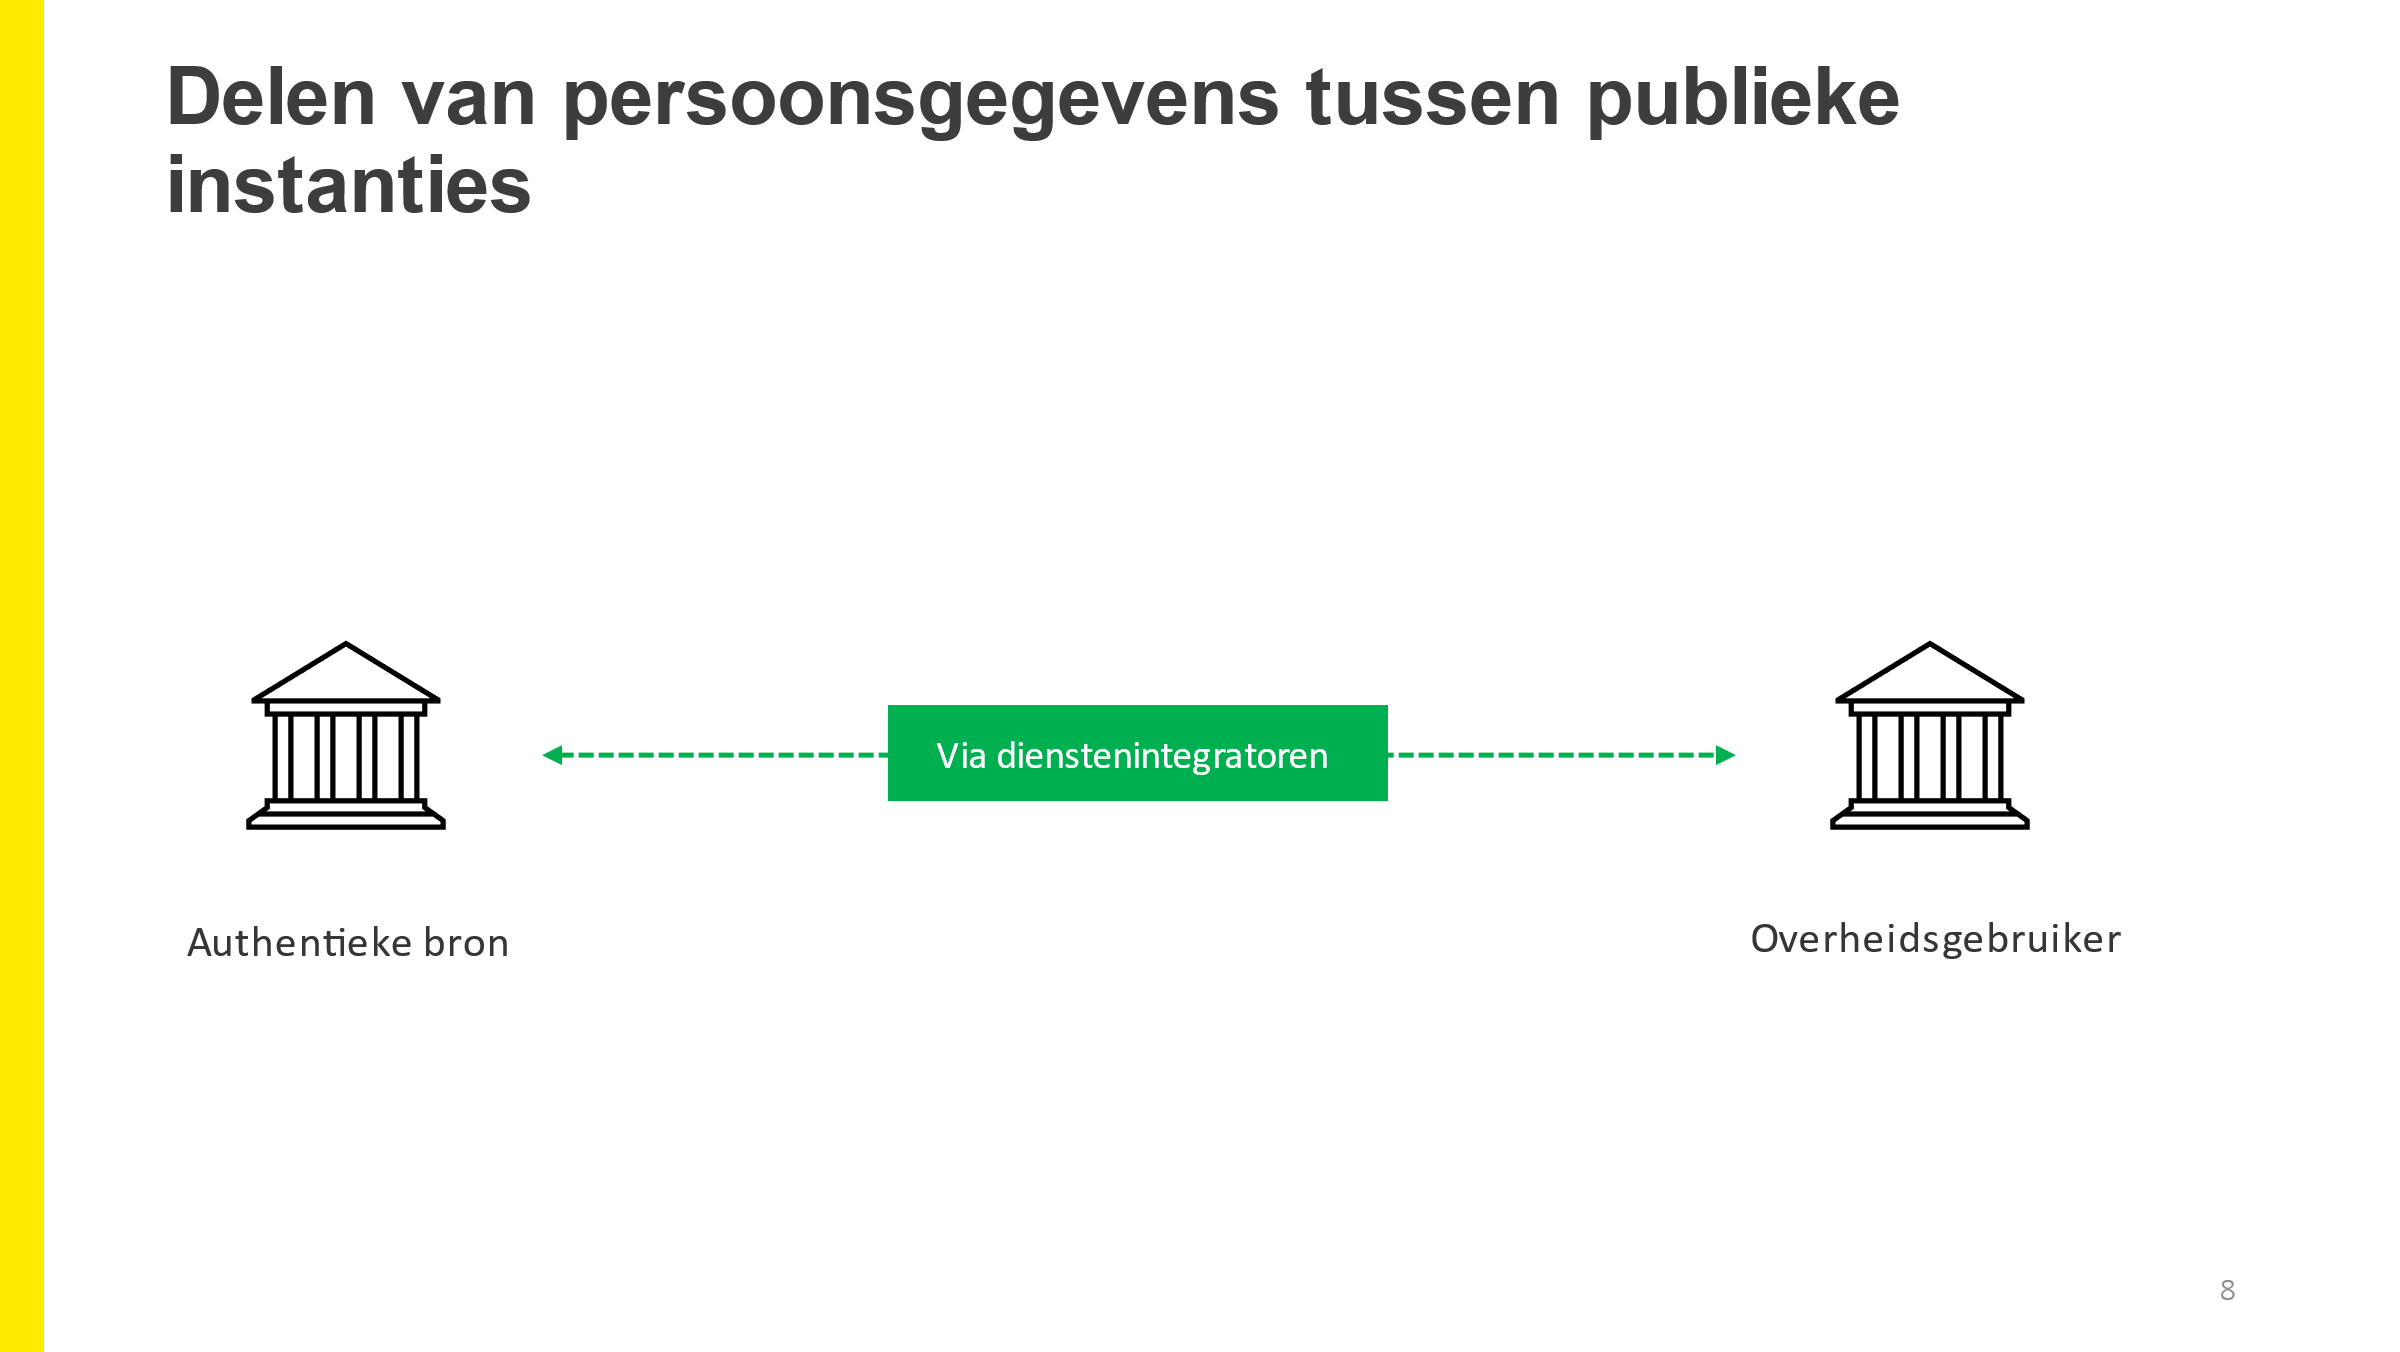 Delen van persoonsgegevens tussen publieke
instanties
Via dienstenintegratoren
Authentieke bron
Overheidsgebruiker
8